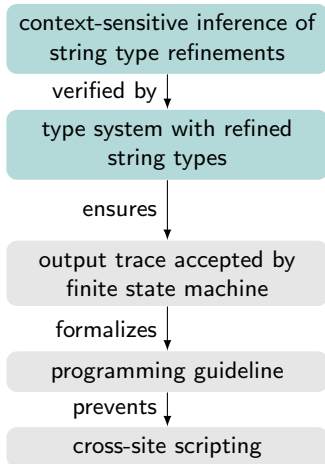 context-sensitive inference of
string type refinements
verified by
type system with refined
string types
ensures
output trace accepted by
finite state machine
formalizes
programming guideline
prevents
cross-site scripting